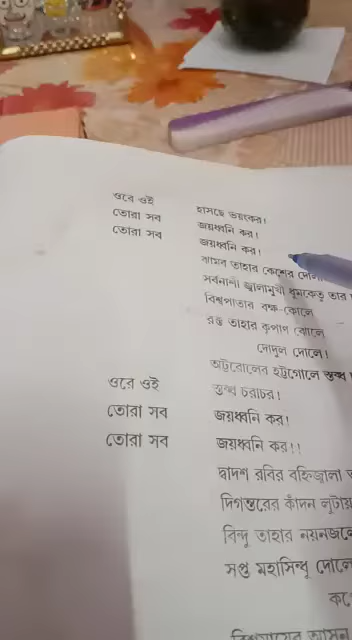 ওরে ওই হাসছে ভয়ংকর।
তোরা সব জয়ধ্বনি কর।
তোরা সব জয়ধ্বনি কর।
ঝামর তাহার কেশের
সর্বনাশী জ্বালামুখী ধূমকেতু তার
বিশ্বপাতার বক্ষ-কোলে
রক্ত তাহার কৃপাণ ঝোলে
দোদুল দোলে।
অট্টরোলের হট্টগোলে স্তব্ধ
ওরে ওই স্তব্ধ চরাচর।
তোরা সব জয়ধ্বনি কর।
তোরা সব জয়ধ্বনি কর।।
দ্বাদশ রবির বহ্নিজ্বালা
দিগন্তরের কাঁদন লুটায়
বিন্দু তাহার নয়নজলে
সপ্ত মহাসিন্ধু দোলে